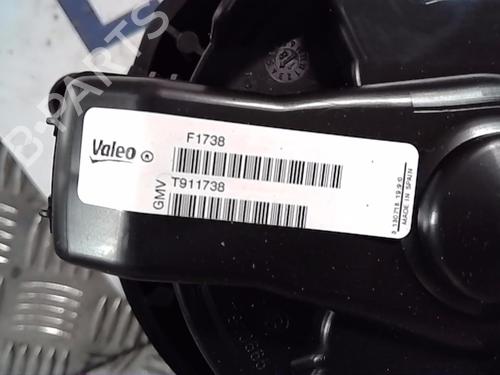 F1738
Valeo
T911738
GMV
MADE IN SPAIN
B-PARTS